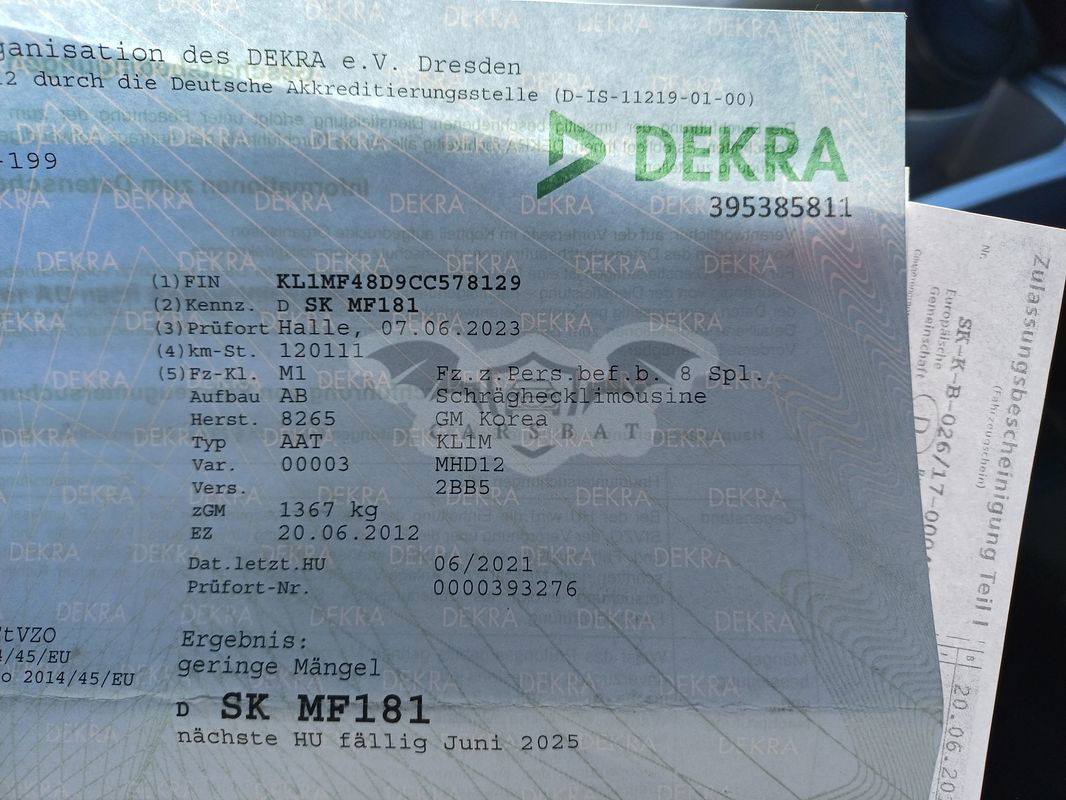 ganisation des DEKRA e.V. Dresden
durch die Deutsche Akkreditierungsstelle (D-IS-11219-01-00)
-199
DEKRA
395385811
(1) FIN KL1MF48D9CC578129
(2) Kennz. D SK MF181
(3) Prüfort Halle, 07.06.2023
(4) km-St. 120111
(5) Fz-Kl. M1 Fz.z.Pers.bef.b. 8 Spl.
Aufbau AB Schräghecklimousine
Herst. 8265 GM Korea
Typ AAT KL1M
Var. 00003 MHD12
Vers. 2BB5
zGM 1367 kg
EZ 20.06.2012
Dat.letzt.HU 06/2021
Prüfort-Nr. 0000393276
CARSBAT
tVZO
/45/EU
o 2014/45/EU
Ergebnis:
geringe Mängel
D SK MF181
nächste HU fällig Juni 2025
Zulassungsbescheinigung Teil I
(Fahrzeugschein)
Nr.
SK-K-B-026/17-000
Europäische
Gemeinschaft
D
20.06.20